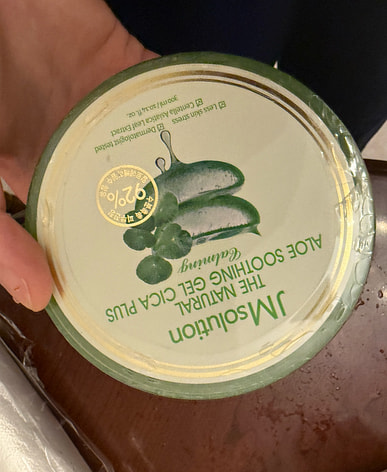 JMsolution
THE NATURAL
ALOE SOOTHING GEL CICA PLUS
Calming
92%
Less skin stress
Centella Asiatica Leaf Extract
Dermatologist tested
300ml / 10.14 fl. oz.